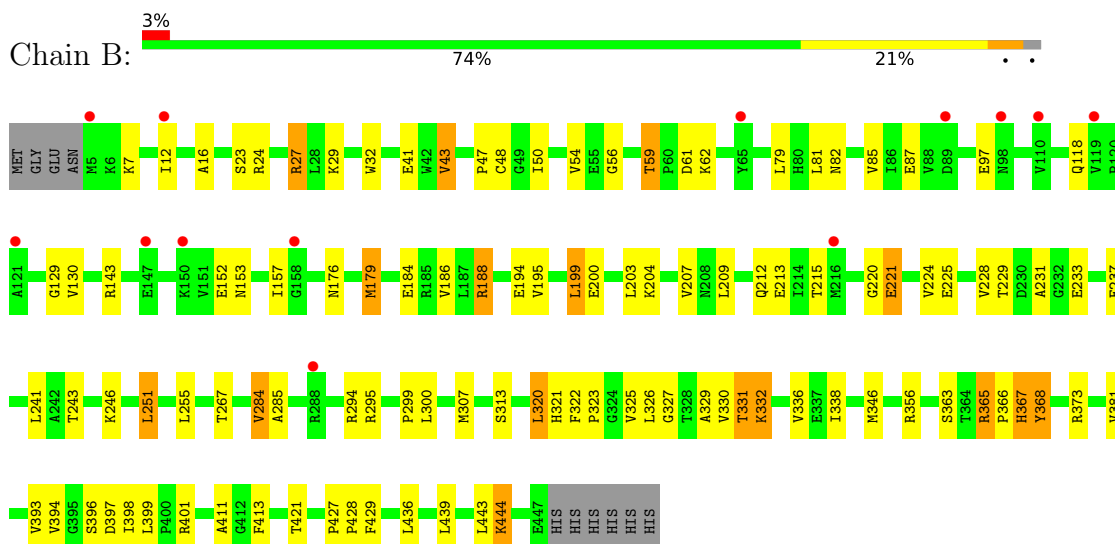 3%
Chain B:
74% 21% • •
MET GLY GLU ASN M5 K6 K7 I12 A16 S23 R24 R27 L28 K29 W32 E41 W42 V43 P47 C48 G49 I50 V54 E55 G56 T59 P60 D61 K62 Y65 L79 H80 L81 N82 V85 I86 E87 V88 D89 E97 N98 V110 Q118 V119
A121 G129 V130 R143 E147 K150 V151 E152 N153 I157 G158 N176 M179 E184 R185 V186 L187 R188 E194 V195 L199 E200 L203 K204 V207 N208 L209 Q212 E213 I214 T215 M216 G220 E221 V224 E225 V228 T229 D230 A231 G232 E233
L241 A242 T243 K246 L251 L255 T267 V284 A285 R288 R294 R295 P299 L300 M307 S313 L320 H321 F322 P323 G324 V325 L326 G327 T328 A329 V330 T331 K332 V336 E337 I338 M346 R356 S363 T364 R365 P366 H367 Y368 R373
V393 V394 G395 S396 D397 I398 L399 P400 R401 A411 G412 F413 T421 P427 P428 F429 L436 L439 L443 K444 E447 HIS HIS HIS HIS HIS HIS